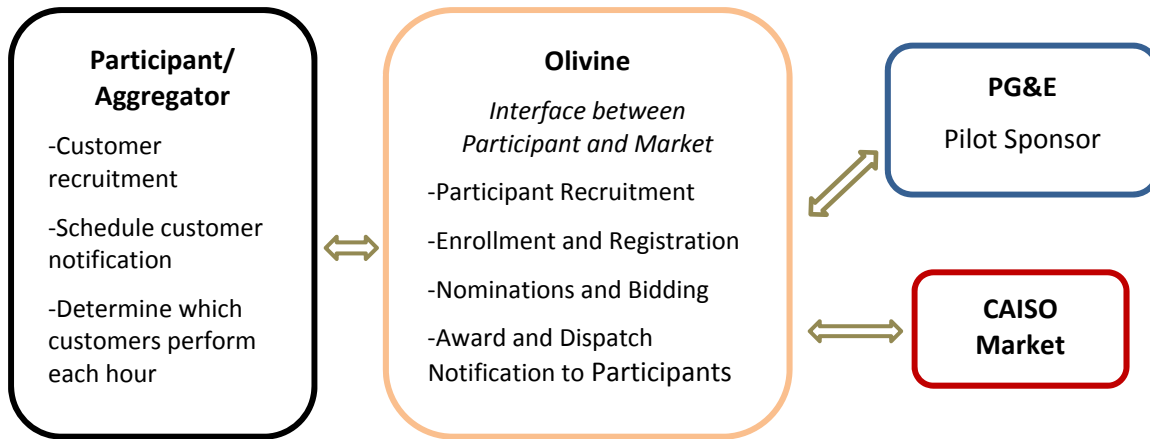 Participant/
Aggregator
-Customer
recruitment
-Schedule customer
notification
-Determine which
customers perform
each hour
Olivine
Interface between
Participant and Market
-Participant Recruitment
-Enrollment and Registration
-Nominations and Bidding
-Award and Dispatch
Notification to Participants
PG&E
Pilot Sponsor
CAISO
Market